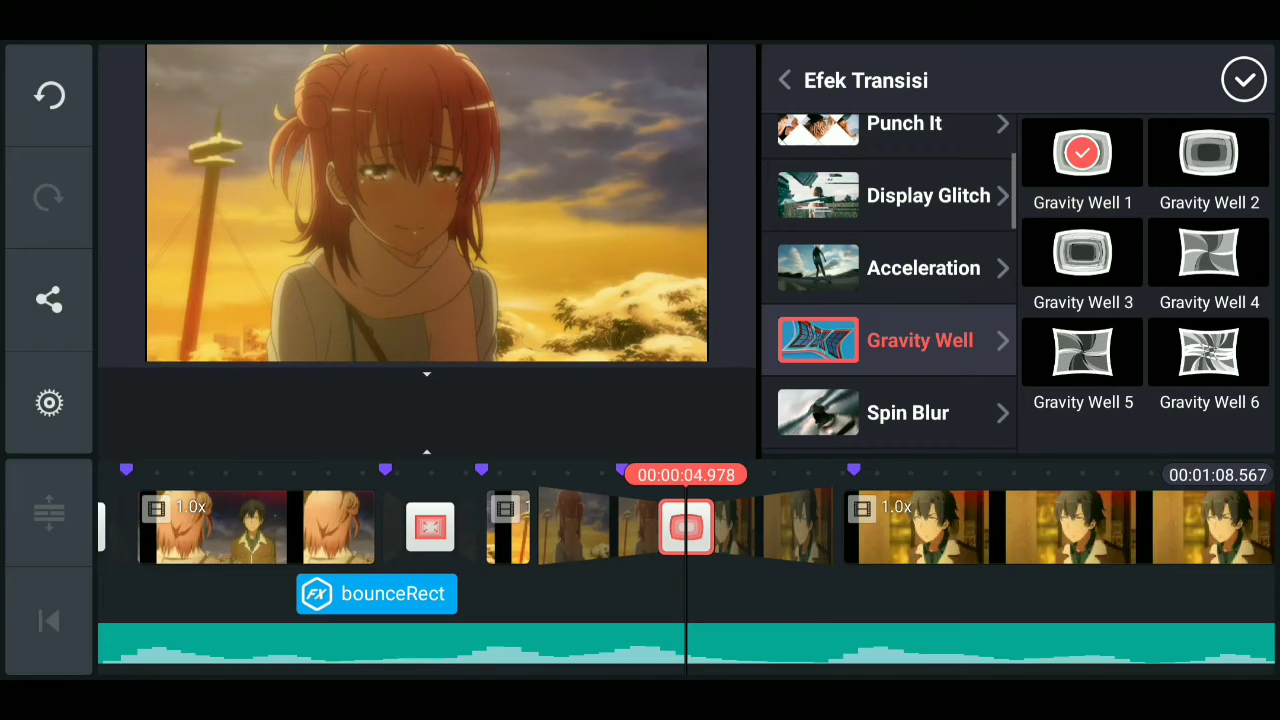 Efek Transisi
Punch It
Display Glitch
Acceleration
Gravity Well
Spin Blur
Gravity Well 1
Gravity Well 2
Gravity Well 3
Gravity Well 4
Gravity Well 5
Gravity Well 6
00:00:04.978
00:01:08.567
1.0x
1.0x
FX bounceRect